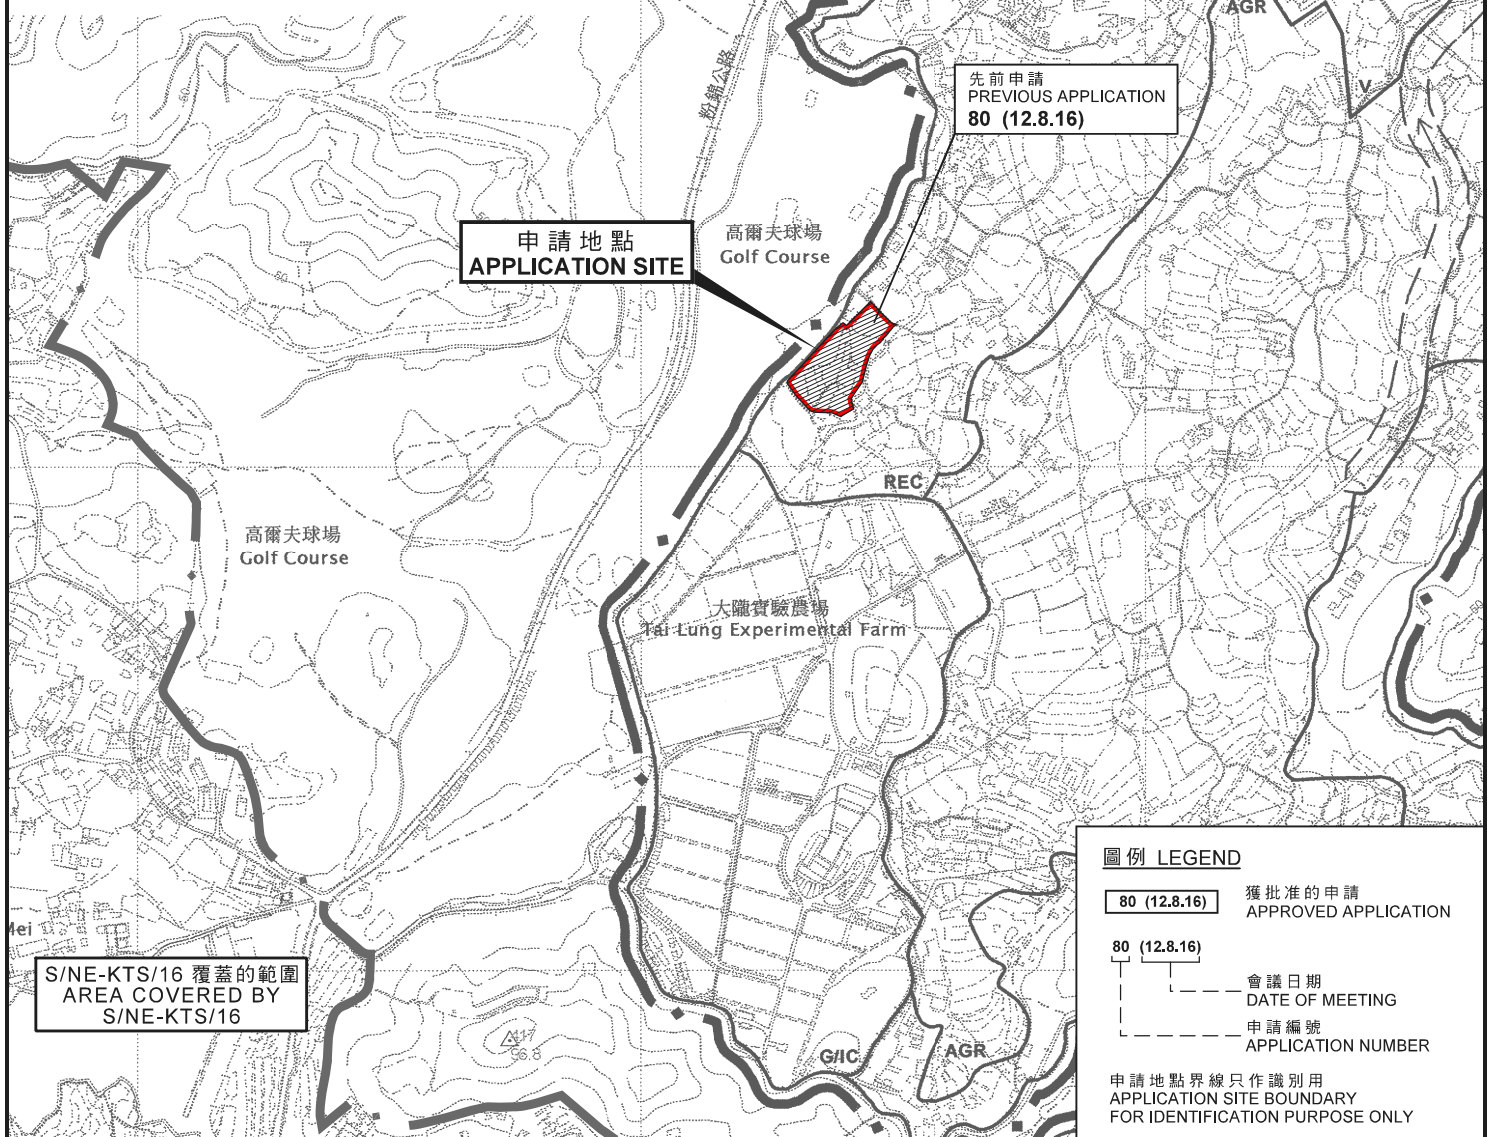 AGR
V
粉錦公路
先前申請
PREVIOUS APPLICATION
80 (12.8.16)
申請地點
APPLICATION SITE
高爾夫球場
Golf Course
REC
高爾夫球場
Golf Course
大隴實驗農場
Tai Lung Experimental Farm
S/NE-KTS/16 覆蓋的範圍
AREA COVERED BY
S/NE-KTS/16
96.8
G/IC
AGR
圖例 LEGEND
80 (12.8.16)
獲批准的申請
APPROVED APPLICATION
80 (12.8.16)
會議日期
DATE OF MEETING
申請編號
APPLICATION NUMBER
申請地點界線只作識別用
APPLICATION SITE BOUNDARY
FOR IDENTIFICATION PURPOSE ONLY